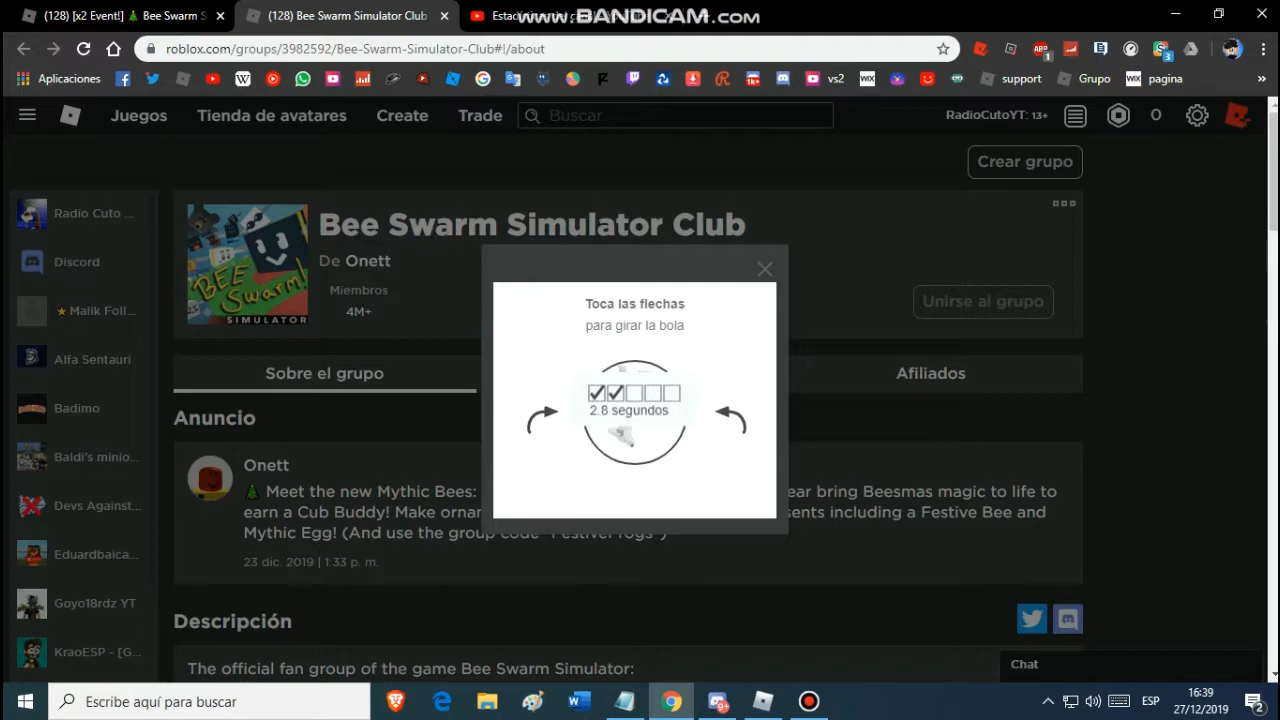 WWW.BANDICAM.COM
(128) [x2 Event!] 🎄 Bee Swarm S
(128) Bee Swarm Simulator Club
roblox.com/groups/3982592/Bee-Swarm-Simulator-Club#!/about
Aplicaciones
vs2
support
Grupo
pagina
Juegos
Tienda de avatares
Create
Trade
Buscar
RadioCutoYT: 13+
0
Crear grupo
Radio Cuto ...
Discord
⭐Malik Foll...
Alfa Sentauri
Badimo
Baldi's minio...
Devs Against...
Eduardbaica...
Goyo18rdz YT
KraoESP - [G...
BEE
Swarm!
SIMULATOR
Bee Swarm Simulator Club
De Onett
Miembros
4M+
Unirse al grupo
Toca las flechas
para girar la bola
2.8 segundos
Sobre el grupo
Afiliados
Anuncio
Onett
🎄 Meet the new Mythic Bees: ear bring Beesmas magic to life to
earn a Cub Buddy! Make ornam sents including a Festive Bee and
Mythic Egg! (And use the group code
23 dic. 2019 | 1:33 p. m.
Descripción
The official fan group of the game Bee Swarm Simulator:
Chat
Escribe aquí para buscar
ESP
16:39
27/12/2019